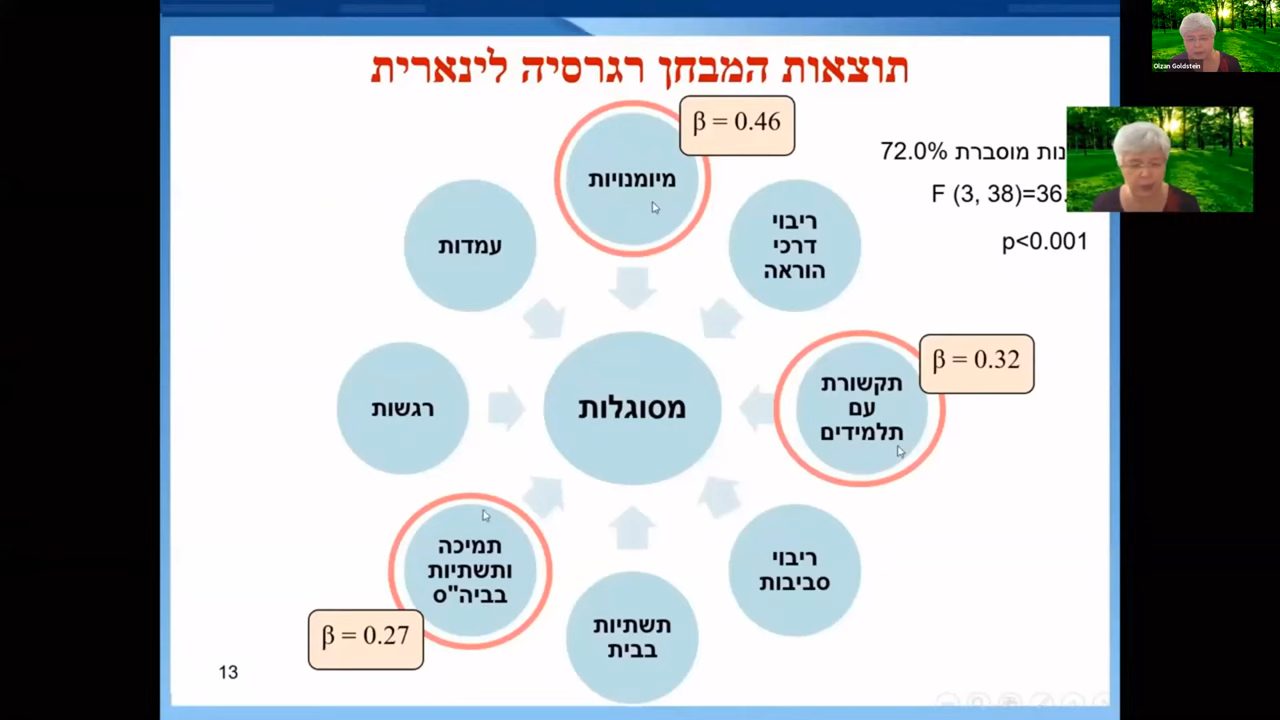 תוצאות המבחן רגרסיה לינארית
Olzan Goldstein
β = 0.46
מיומנויות
מוסברת 72.0%
F (3, 38)=36.
p<0.001
עמדות
ריבוי
דרכי
הוראה
β = 0.32
תקשורת
עם
תלמידים
מסוגלות
רגשות
תמיכה
ותשתיות
בביה"ס
β = 0.27
ריבוי
סביבות
תשתיות
בבית
13